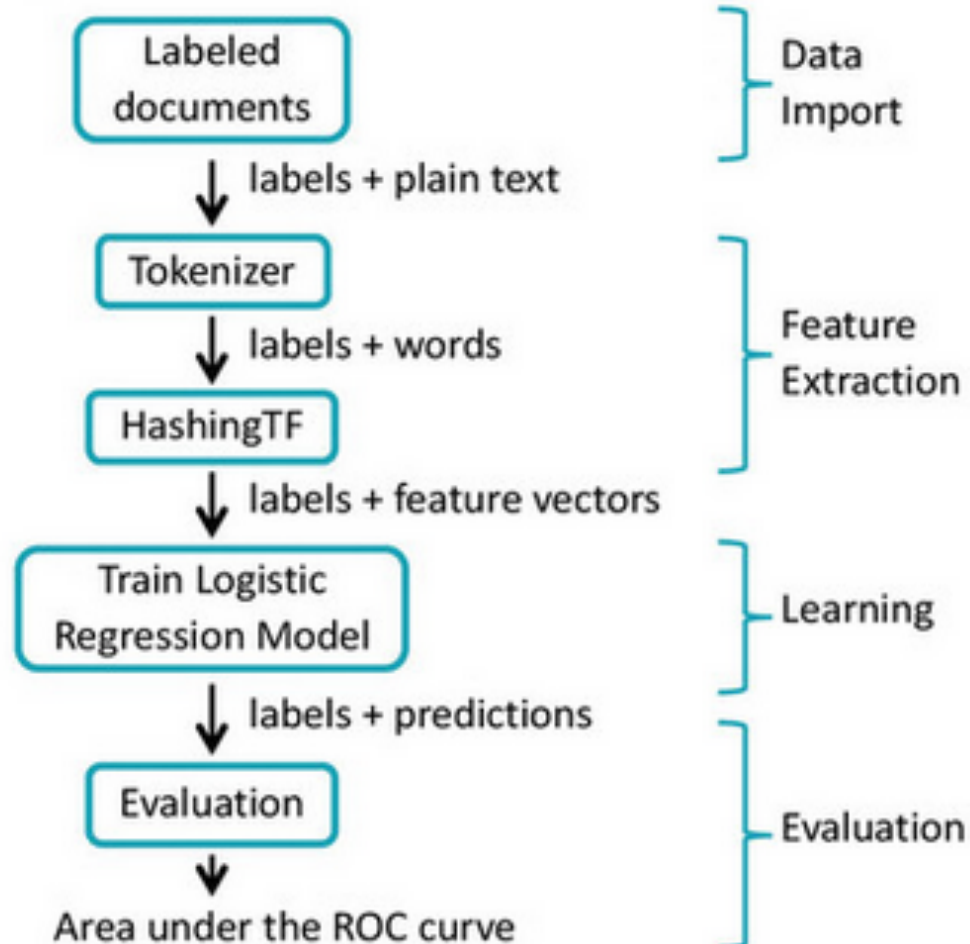 Labeled
documents
Data
Import
labels + plain text
Tokenizer
labels + words
Feature
Extraction
HashingTF
labels + feature vectors
Train Logistic
Regression Model
Learning
labels + predictions
Evaluation
Evaluation
Area under the ROC curve